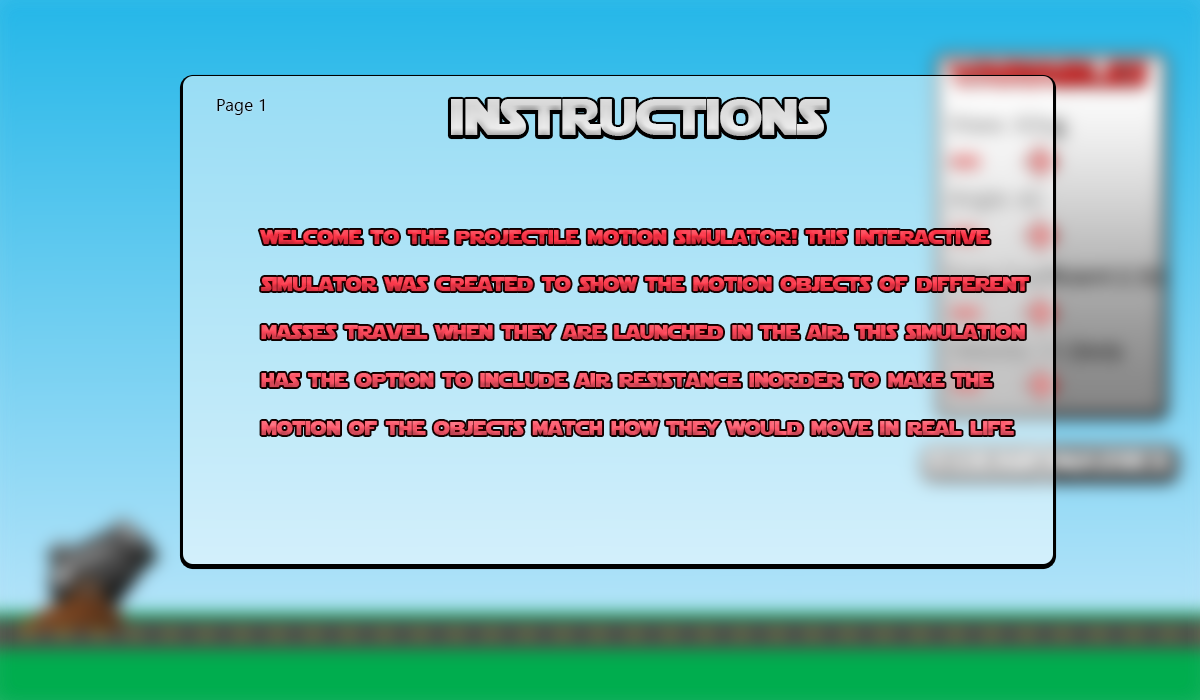 Page 1
INSTRUCTIONS
WELCOME TO THE PROJECTILE MOTION SIMULATOR! THIS INTERACTIVE
SIMULATOR WAS CREATED TO SHOW THE MOTION OBJECTS OF DIFFERENT
MASSES TRAVEL WHEN THEY ARE LAUNCHED IN THE AIR. THIS SIMULATION
HAS THE OPTION TO INCLUDE AIR RESISTANCE INORDER TO MAKE THE
MOTION OF THE OBJECTS MATCH HOW THEY WOULD MOVE IN REAL LIFE